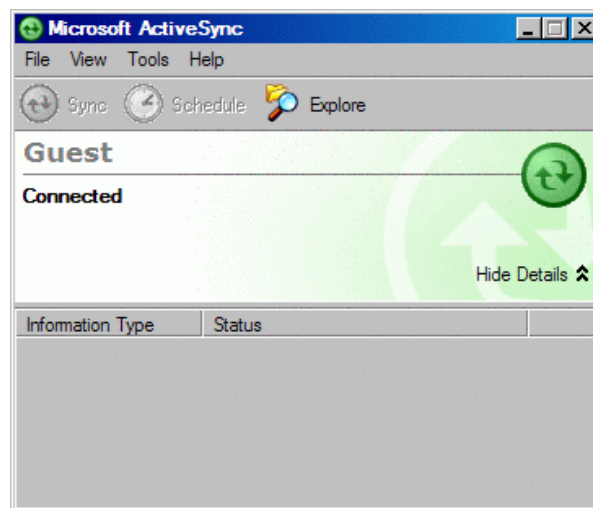 Microsoft ActiveSync
File View Tools Help
Sync Schedule Explore
Guest
Connected
Hide Details
Information Type Status